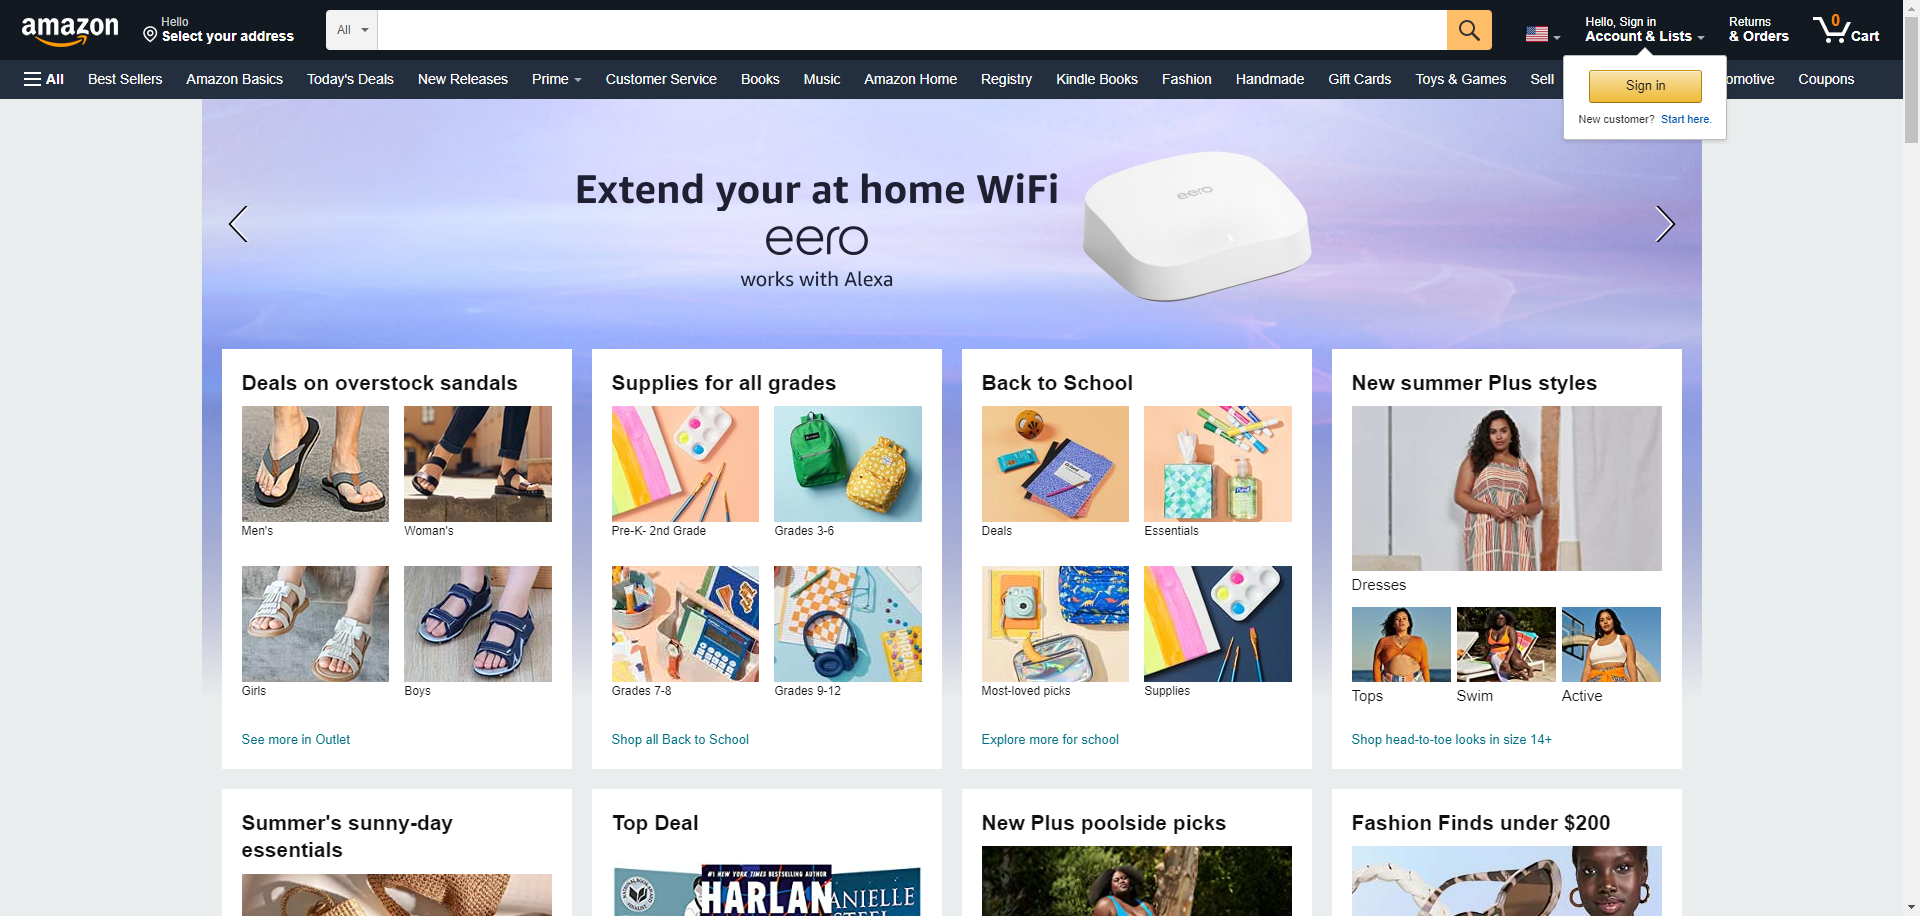 amazon
Hello
Select your address
All
Hello, Sign in
Account & Lists
Returns
& Orders
0
Cart
All
Best Sellers
Amazon Basics
Today's Deals
New Releases
Prime
Customer Service
Books
Music
Amazon Home
Registry
Kindle Books
Fashion
Handmade
Gift Cards
Toys & Games
Sell
omotive
Coupons
Sign in
New customer? Start here.
Extend your at home WiFi
eero
works with Alexa
eero
Deals on overstock sandals
Men's
Woman's
Girls
Boys
See more in Outlet
Supplies for all grades
Pre-K- 2nd Grade
Grades 3-6
Grades 7-8
Grades 9-12
Shop all Back to School
Back to School
Deals
Essentials
Most-loved picks
Supplies
Explore more for school
New summer Plus styles
Dresses
Tops
Swim
Active
Shop head-to-toe looks in size 14+
Summer's sunny-day
essentials
Top Deal
#1 NEW YORK TIMES BESTSELLING AUTHOR
HARLAN
ANIELLE
New Plus poolside picks
Fashion Finds under $200